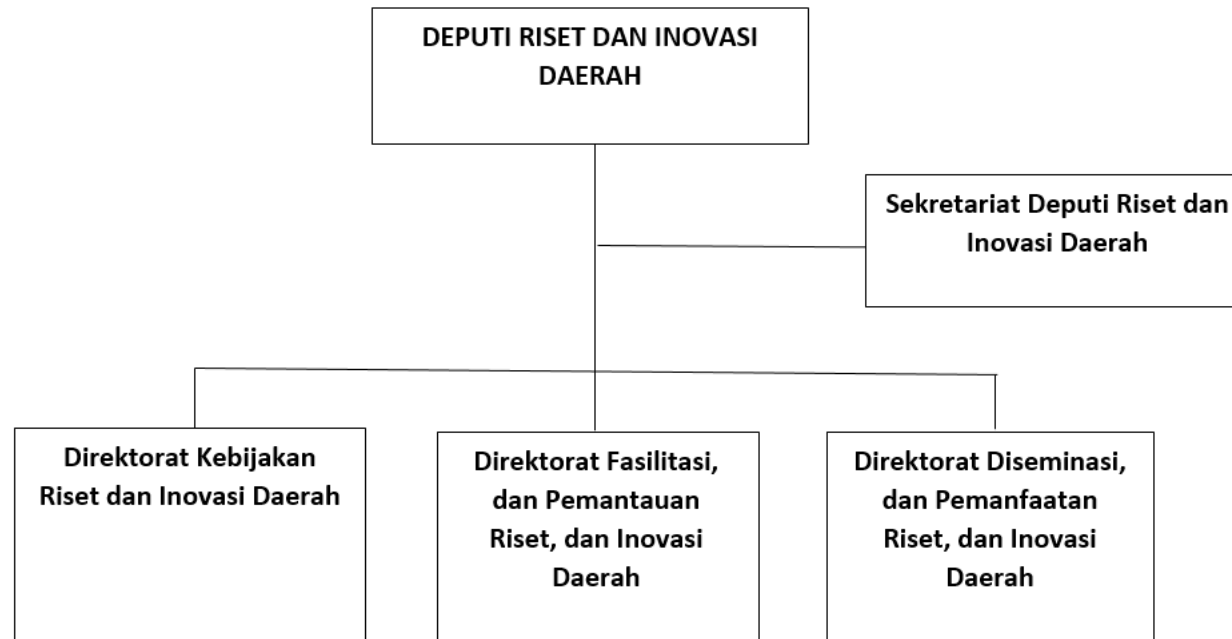 DEPUTI RISET DAN INOVASI
DAERAH
Sekretariat Deputi Riset dan
Inovasi Daerah
Direktorat Kebijakan
Riset dan Inovasi Daerah
Direktorat Fasilitasi,
dan Pemantauan
Riset, dan Inovasi
Daerah
Direktorat Diseminasi,
dan Pemanfaatan
Riset, dan Inovasi
Daerah